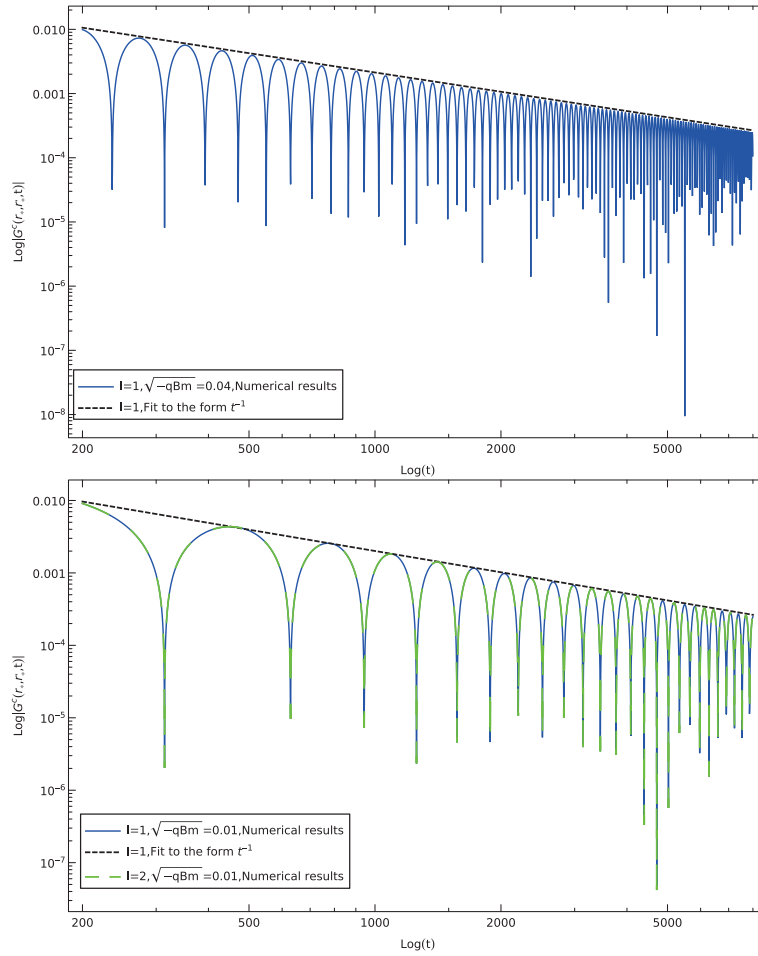 0.010
0.001
10⁻⁴
10⁻⁵
10⁻⁶
10⁻⁷
10⁻⁸
Log|Gᶜ(r*,r*,t)|
l=1,√−qBm=0.04,Numerical results
l=1,Fit to the form t⁻¹
200 500 1000 2000 5000
Log(t)
0.010
0.001
10⁻⁴
10⁻⁵
10⁻⁶
10⁻⁷
Log|Gᶜ(r*,r*,t)|
l=1,√−qBm=0.01,Numerical results
l=1,Fit to the form t⁻¹
l=2,√−qBm=0.01,Numerical results
200 500 1000 2000 5000
Log(t)